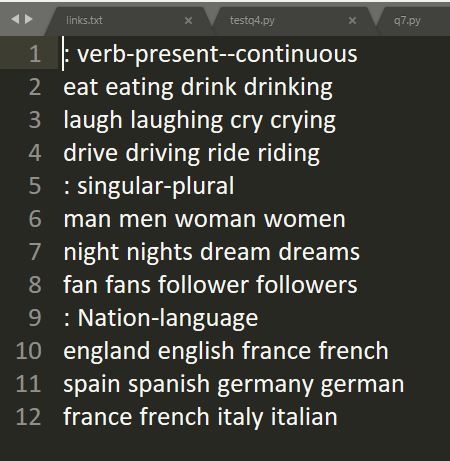 links.txt testq4.py q7.py
1 : verb-present--continuous
2 eat eating drink drinking
3 laugh laughing cry crying
4 drive driving ride riding
5 : singular-plural
6 man men woman women
7 night nights dream dreams
8 fan fans follower followers
9 : Nation-language
10 england english france french
11 spain spanish germany german
12 france french italy italian